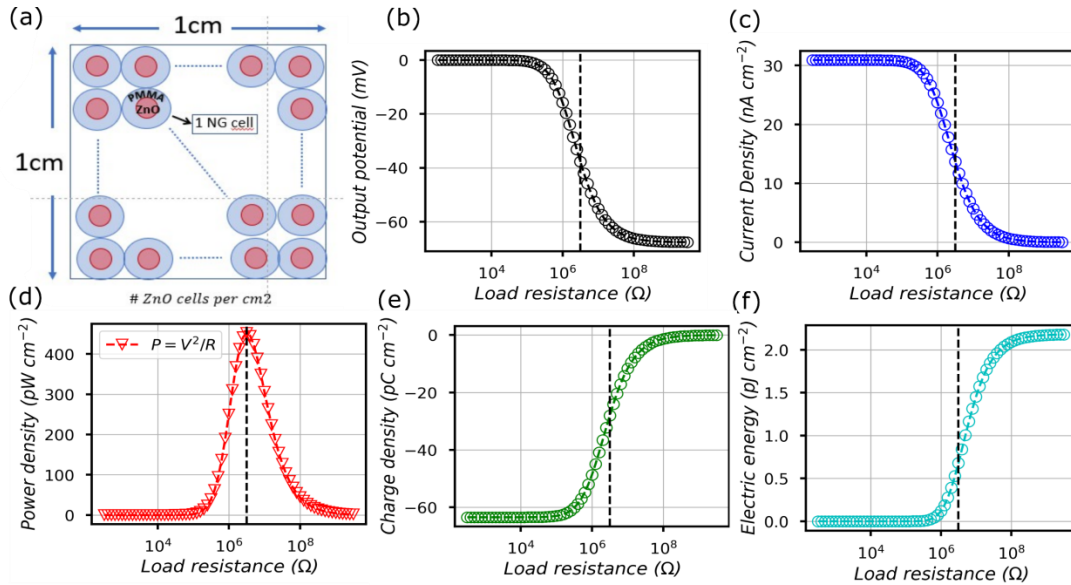 (a)
1cm
1cm
PMMA
ZnO
1 NG cell
# ZnO cells per cm2
(b)
Output potential (mV)
0
−20
−40
−60
10^4
10^6
10^8
Load resistance (Ω)
(c)
Current Density (nA cm^−2)
30
20
10
0
10^4
10^6
10^8
Load resistance (Ω)
(d)
Power density (pW cm^−2)
400
300
200
100
0
P = V^2/R
10^4
10^6
10^8
Load resistance (Ω)
(e)
Charge density (pC cm^−2)
0
−20
−40
−60
10^4
10^6
10^8
Load resistance (Ω)
(f)
Electric energy (pJ cm^−2)
2.0
1.5
1.0
0.5
0.0
10^4
10^6
10^8
Load resistance (Ω)